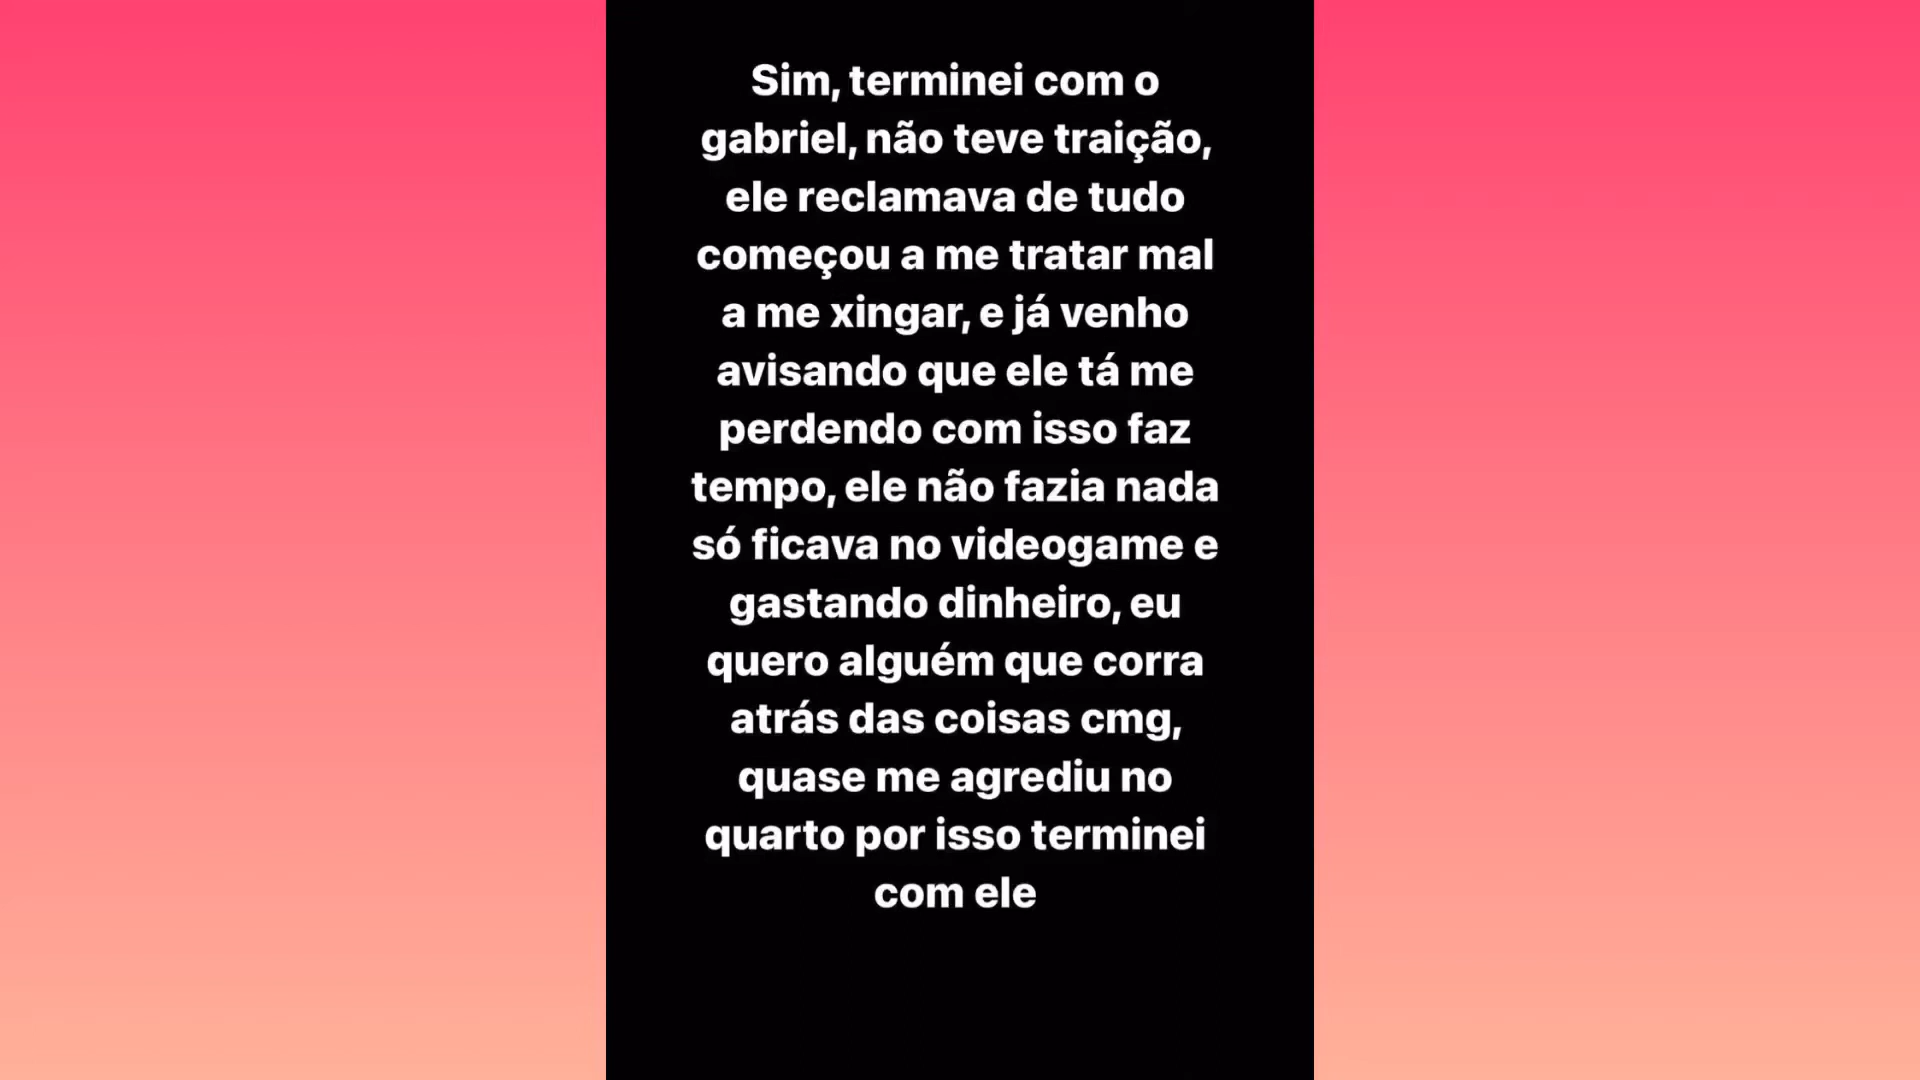 Sim, terminei com o
gabriel, não teve traição,
ele reclamava de tudo
começou a me tratar mal
a me xingar, e já venho
avisando que ele tá me
perdendo com isso faz
tempo, ele não fazia nada
só ficava no videogame e
gastando dinheiro, eu
quero alguém que corra
atrás das coisas cmg,
quase me agrediu no
quarto por isso terminei
com ele